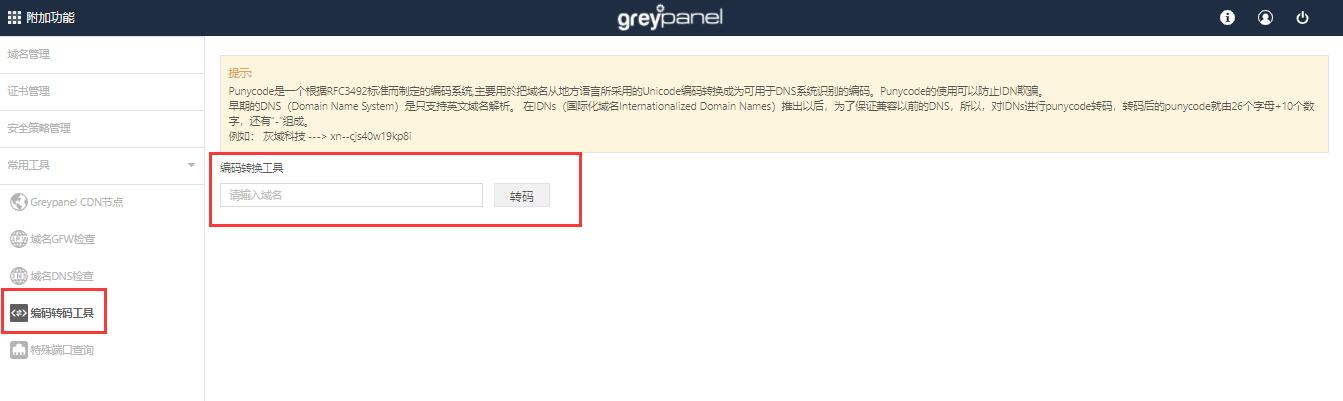 附加功能
greypanel
域名管理
证书管理
安全策略管理
常用工具
Greypanel CDN节点
域名GFW检查
域名DNS检查
编码转码工具
特殊端口查询
提示:
Punycode是一个根据RFC3492标准而制定的编码系统,主要用於把域名从地方语言所采用的Unicode编码转换成为可用于DNS系统识别的编码。Punycode的使用可以防止IDN欺骗。
早期的DNS（Domain Name System）是只支持英文域名解析。 在IDNs（国际化域名Internationalized Domain Names）推出以后，为了保证兼容以前的DNS，所以，对IDNs进行punycode转码，转码后的punycode就由26个字母+10个数
字，还有"-"组成。
例如： 灰域科技 ---> xn--cjs40w19kp8i
编码转换工具
请输入域名
转码